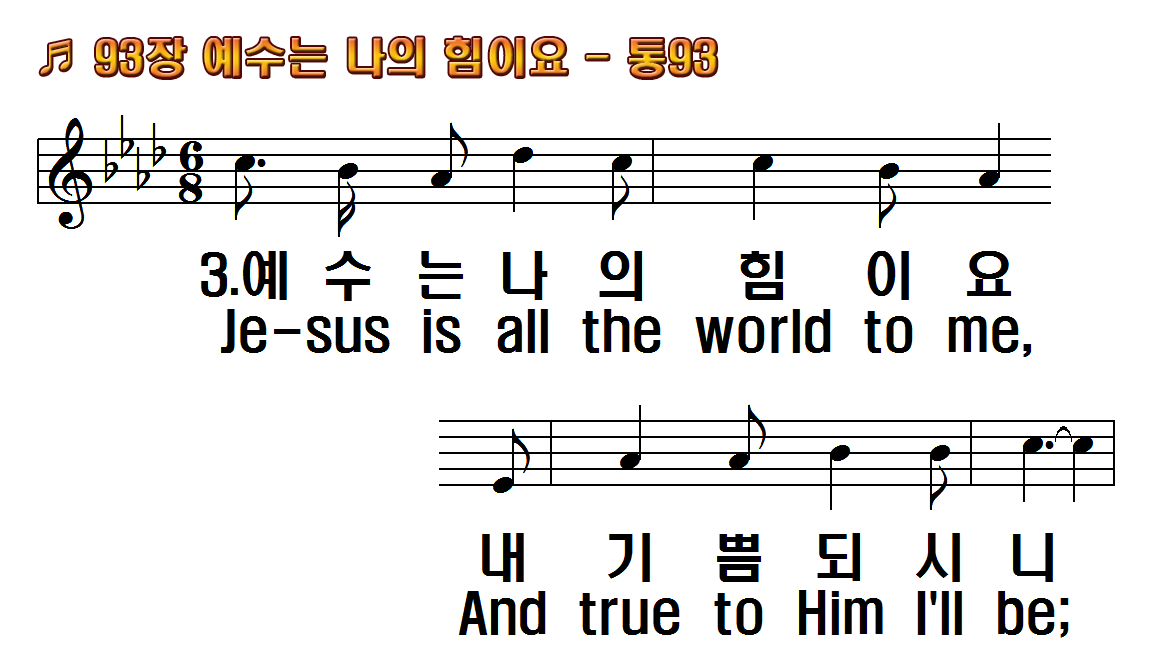 ♬ 93장 예수는 나의 힘이요 - 통93
6
8
3.예 수 는 나 의 힘 이 요
Je-sus is all the world to me,
내 기 쁨 되 시 니
And true to Him I'll be;